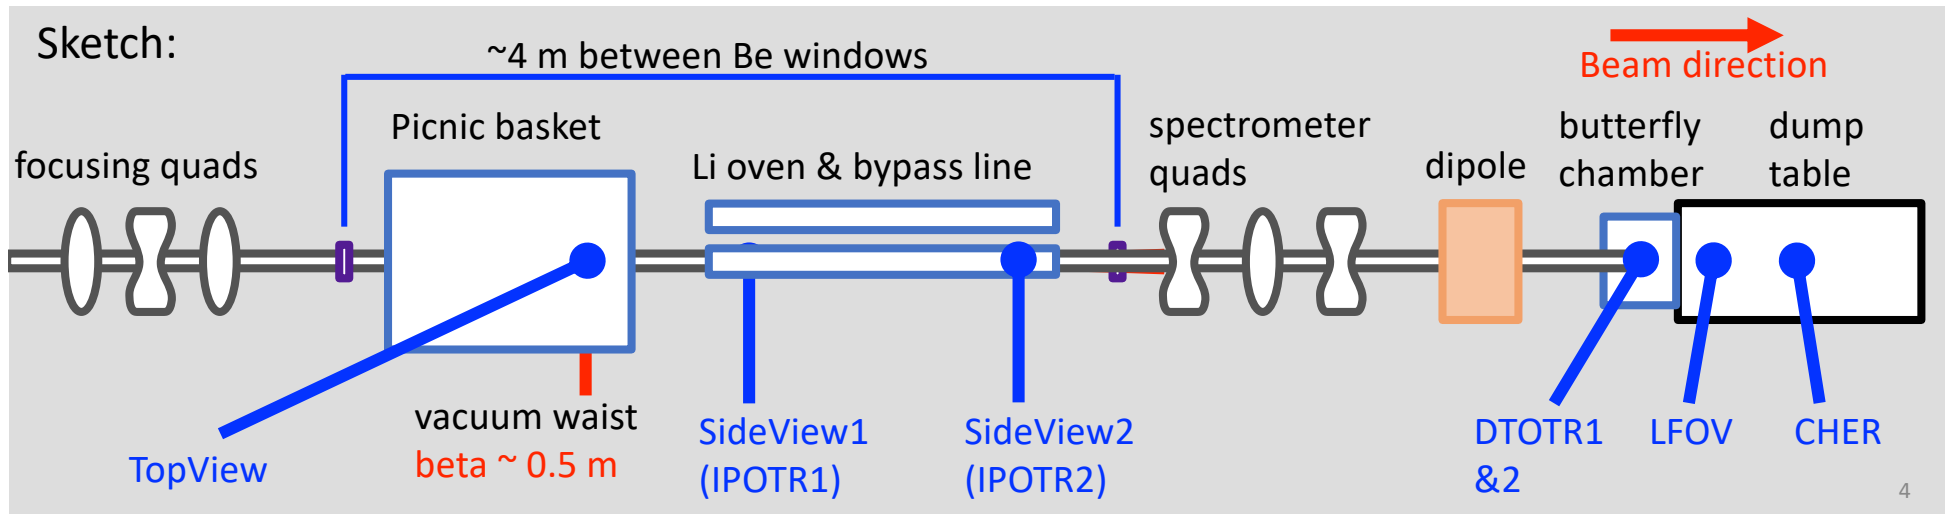 Sketch:
~4 m between Be windows
Beam direction
Picnic basket
focusing quads
Li oven & bypass line
spectrometer
quads
dipole
butterfly
chamber
dump
table
TopView
vacuum waist
beta ~ 0.5 m
SideView1
(IPOTR1)
SideView2
(IPOTR2)
DTOTR1
&2
LFOV
CHER
4